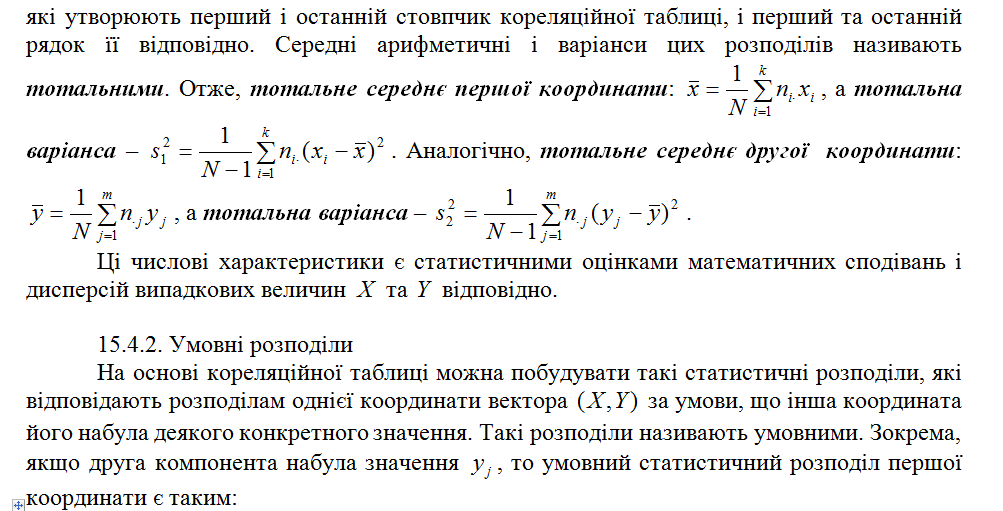 які утворюють перший і останній стовпчик кореляційної таблиці, і перший та останній
рядок її відповідно. Середні арифметичні і варіанси цих розподілів називають
тотальними. Отже, тотальне середнє першої координати: x̄ = 1/N ∑_{i=1}^{k} n_{i·} x_i , а тотальна
варіанса – s_1^2 = 1/(N − 1) ∑_{i=1}^{k} n_{i·} (x_i − x̄)^2 . Аналогічно, тотальне середнє другої координати:
ȳ = 1/N ∑_{j=1}^{m} n_{·j} y_j , а тотальна варіанса – s_2^2 = 1/(N − 1) ∑_{j=1}^{m} n_{·j} (y_j − ȳ)^2 .
Ці числові характеристики є статистичними оцінками математичних сподівань і
дисперсій випадкових величин X та Y відповідно.
15.4.2. Умовні розподіли
На основі кореляційної таблиці можна побудувати такі статистичні розподіли, які
відповідають розподілам однієї координати вектора (X, Y) за умови, що інша координата
його набула деякого конкретного значення. Такі розподіли називають умовними. Зокрема,
якщо друга компонента набула значення y_j , то умовний статистичний розподіл першої
координати є таким: